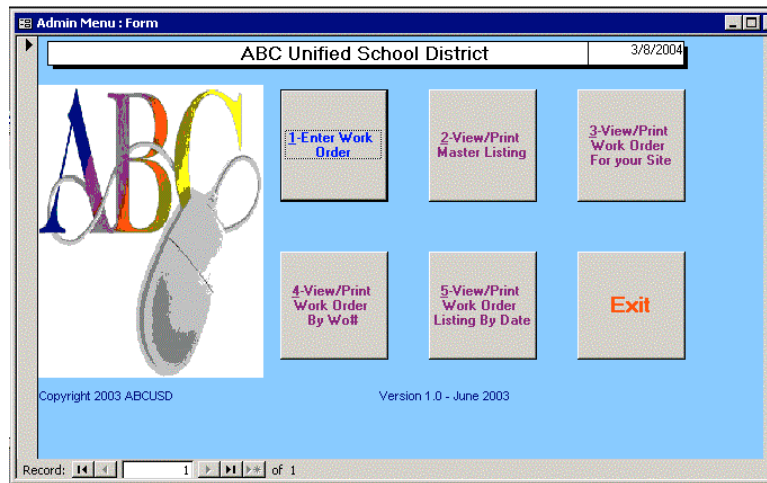 Admin Menu : Form
ABC Unified School District
3/8/2004
ABC
1-Enter Work
Order
2-View/Print
Master Listing
3-View/Print
Work Order
For your Site
4-View/Print
Work Order
By Wo#
5-View/Print
Work Order
Listing By Date
Exit
Copyright 2003 ABCUSD
Version 1.0 - June 2003
Record: 1 of 1